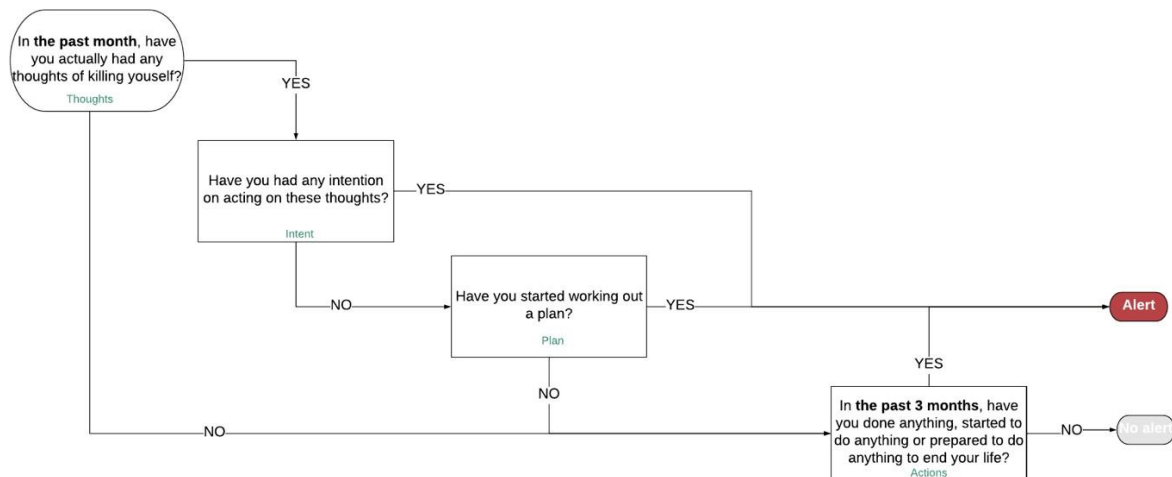 In the past month, have
you actually had any
thoughts of killing youself?
Thoughts
YES
Have you had any intention
on acting on these thoughts?
Intent
YES
NO
Have you started working out
a plan?
Plan
YES
Alert
NO
YES
In the past 3 months, have
you done anything, started to
do anything or prepared to do
anything to end your life?
Actions
NO
NO
No alert